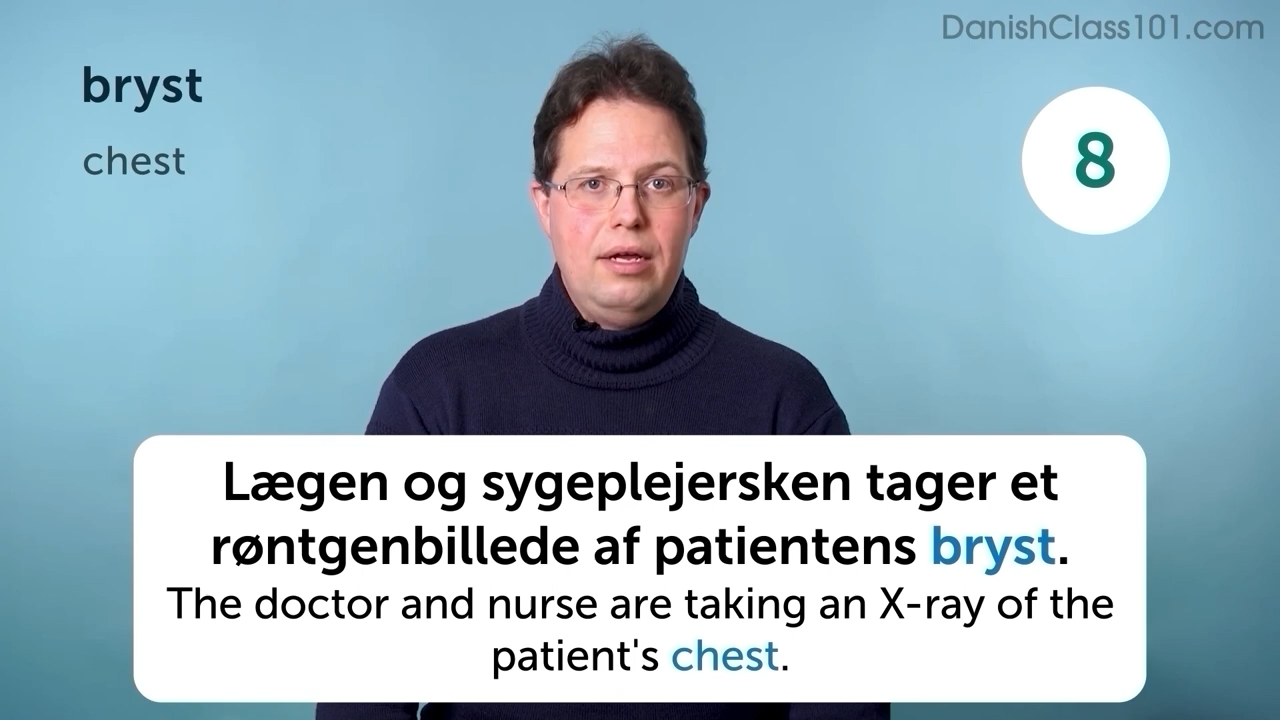 DanishClass101.com
bryst
chest
8
Lægen og sygeplejersken tager et
røntgenbillede af patientens bryst.
The doctor and nurse are taking an X-ray of the
patient's chest.